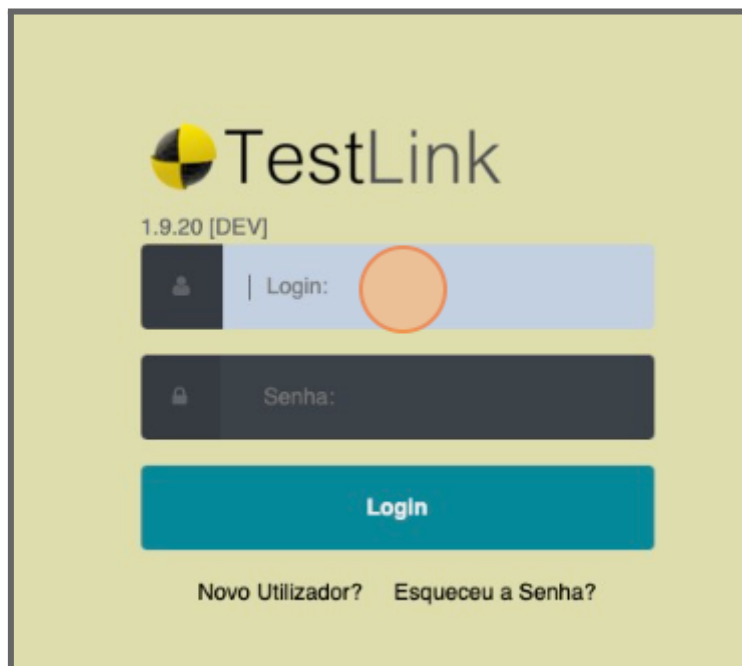 TestLink
1.9.20 [DEV]
Login:
Senha:
Login
Novo Utilizador? Esqueceu a Senha?